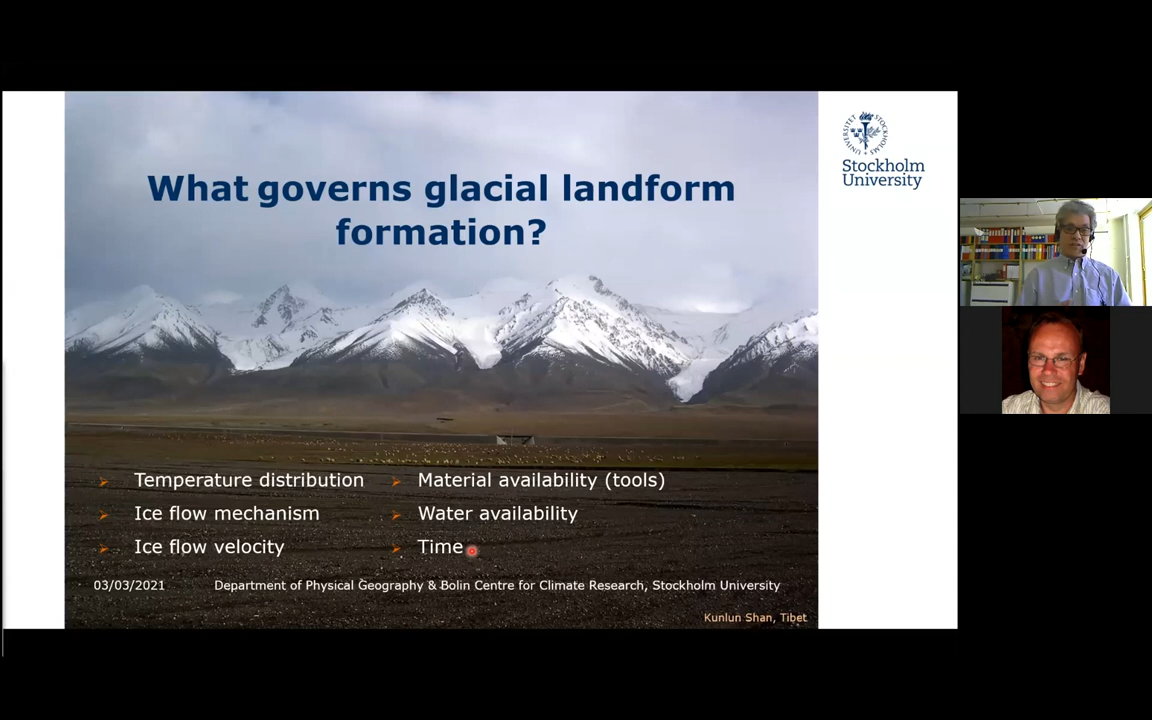 What governs glacial landform
formation?
STOCKHOLMS UNIVERSITET
Stockholm
University
Temperature distribution
Material availability (tools)
Ice flow mechanism
Water availability
Ice flow velocity
Time
03/03/2021
Department of Physical Geography & Bolin Centre for Climate Research, Stockholm University
Kunlun Shan, Tibet